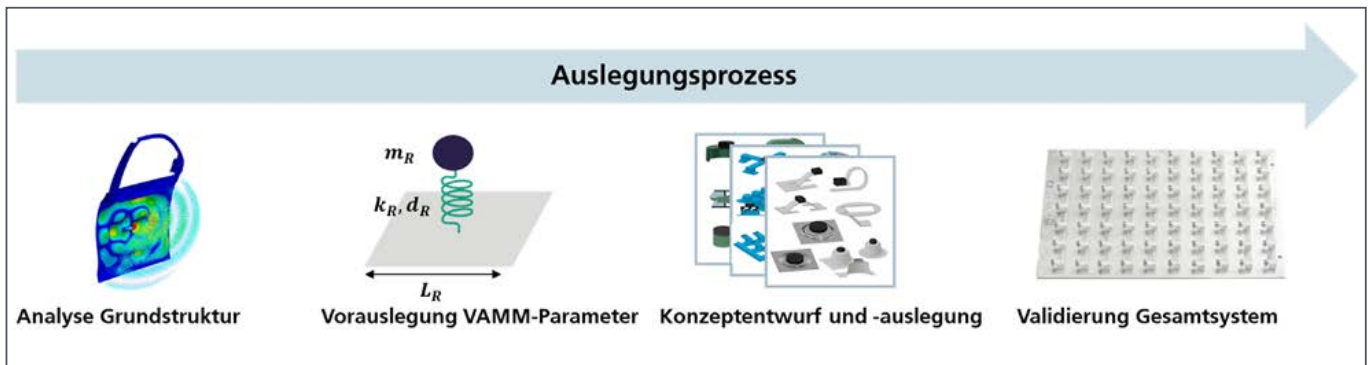 Auslegungsprozess
m_R
k_R, d_R
L_R
Analyse Grundstruktur
Vorauslegung VAMM-Parameter
Konzeptentwurf und -auslegung
Validierung Gesamtsystem